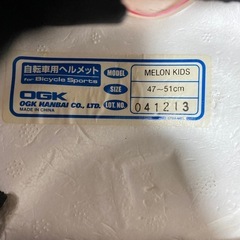 自転車用ヘルメット
for Bicycle Sports
OGK
OGK HANBAI CO., LTD.
MADE IN CHINA
MODEL MELON KIDS
SIZE 47～51cm
LOT. NO. 041213